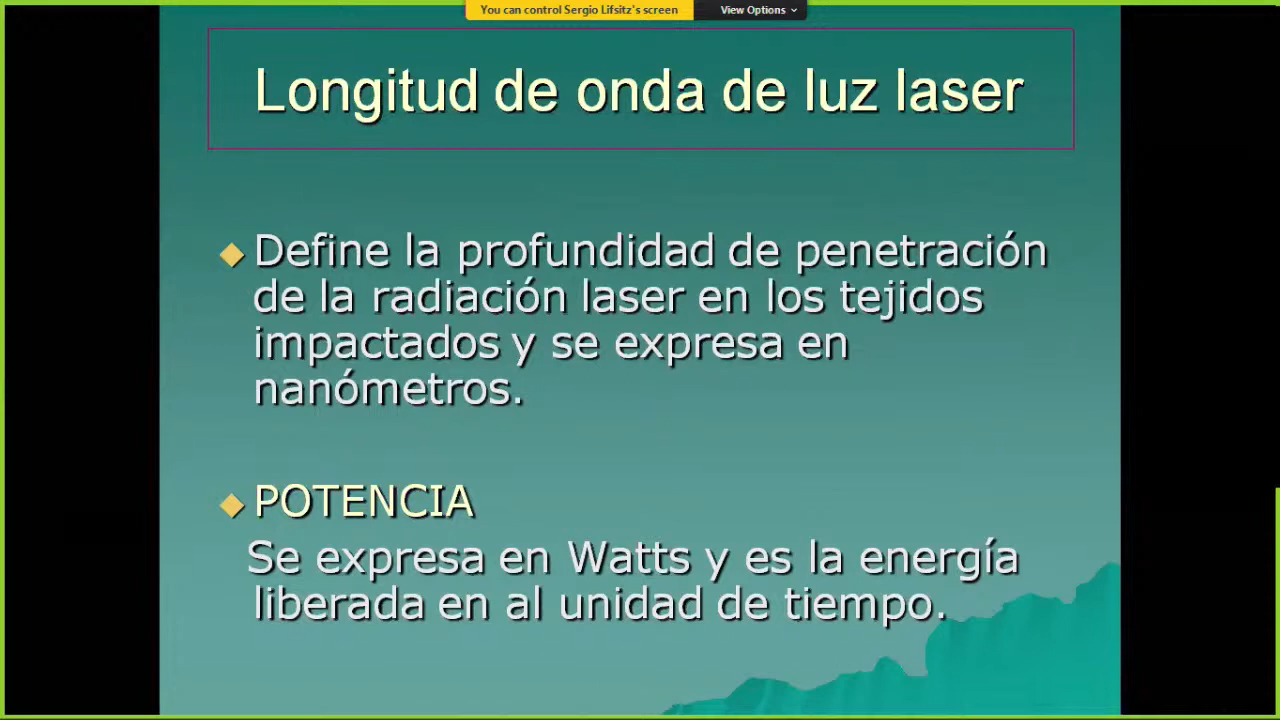 You can control Sergio Lifsitz's screen
View Options
Longitud de onda de luz laser
Define la profundidad de penetración
de la radiación laser en los tejidos
impactados y se expresa en
nanómetros.
POTENCIA
Se expresa en Watts y es la energía
liberada en al unidad de tiempo.